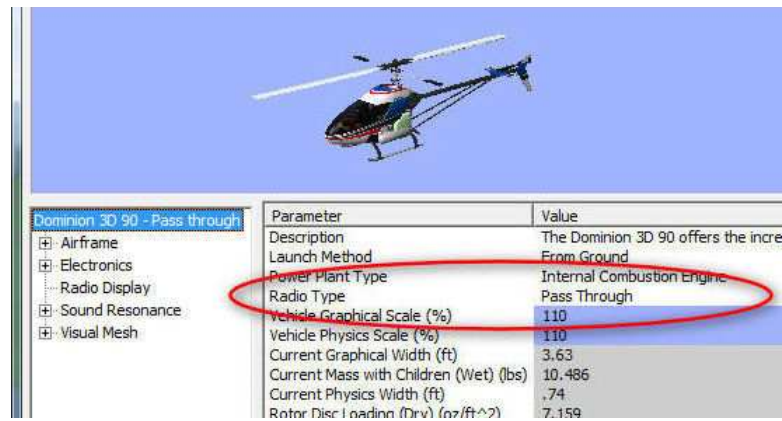 Dominion 3D 90 - Pass through
Airframe
Electronics
Radio Display
Sound Resonance
Visual Mesh
Parameter Value
Description The Dominion 3D 90 offers the incre
Launch Method From Ground
Power Plant Type Internal Combustion Engine
Radio Type Pass Through
Vehicle Graphical Scale (%) 110
Vehicle Physics Scale (%) 110
Current Graphical Width (ft) 3.63
Current Mass with Children (Wet) (lbs) 10.486
Current Physics Width (ft) .74
Rotor Disc Loading (Dry) (oz/ft^2) 7.159